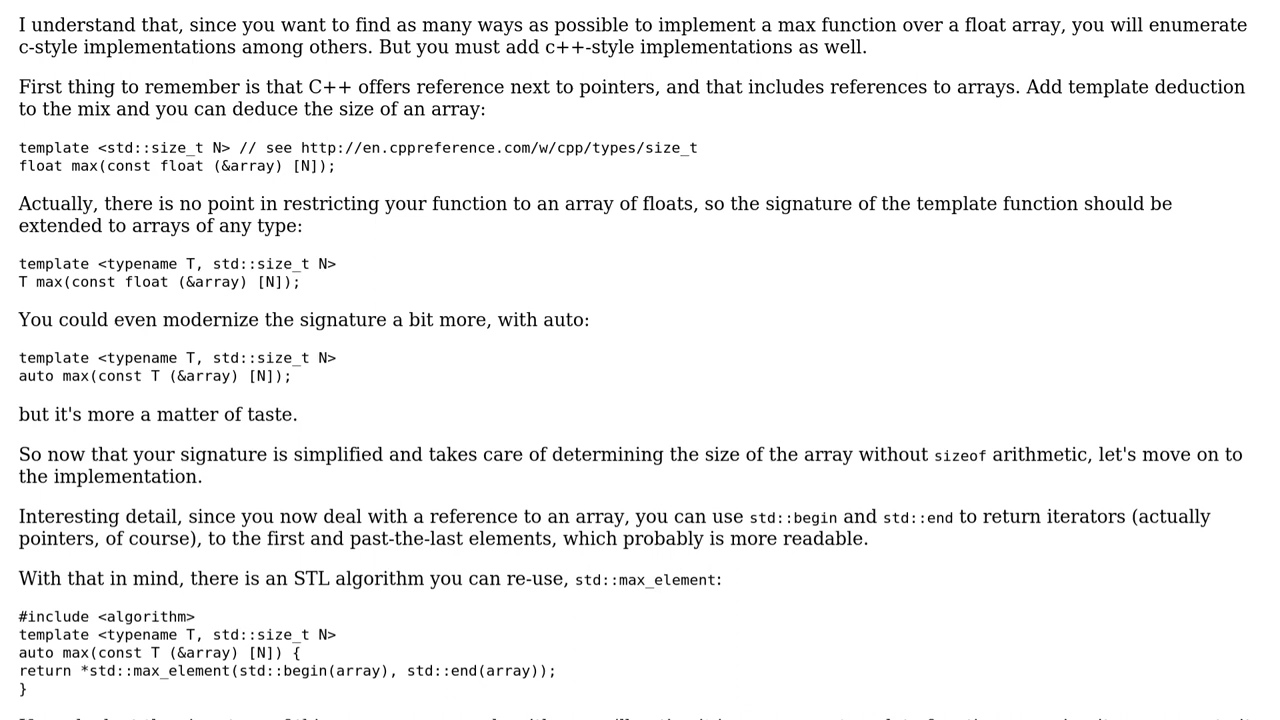 I understand that, since you want to find as many ways as possible to implement a max function over a float array, you will enumerate
c-style implementations among others. But you must add c++-style implementations as well.
First thing to remember is that C++ offers reference next to pointers, and that includes references to arrays. Add template deduction
to the mix and you can deduce the size of an array:
template <std::size_t N> // see http://en.cppreference.com/w/cpp/types/size_t
float max(const float (&array) [N]);
Actually, there is no point in restricting your function to an array of floats, so the signature of the template function should be
extended to arrays of any type:
template <typename T, std::size_t N>
T max(const float (&array) [N]);
You could even modernize the signature a bit more, with auto:
template <typename T, std::size_t N>
auto max(const T (&array) [N]);
but it's more a matter of taste.
So now that your signature is simplified and takes care of determining the size of the array without sizeof arithmetic, let's move on to
the implementation.
Interesting detail, since you now deal with a reference to an array, you can use std::begin and std::end to return iterators (actually
pointers, of course), to the first and past-the-last elements, which probably is more readable.
With that in mind, there is an STL algorithm you can re-use, std::max_element:
#include <algorithm>
template <typename T, std::size_t N>
auto max(const T (&array) [N]) {
return *std::max_element(std::begin(array), std::end(array));
}